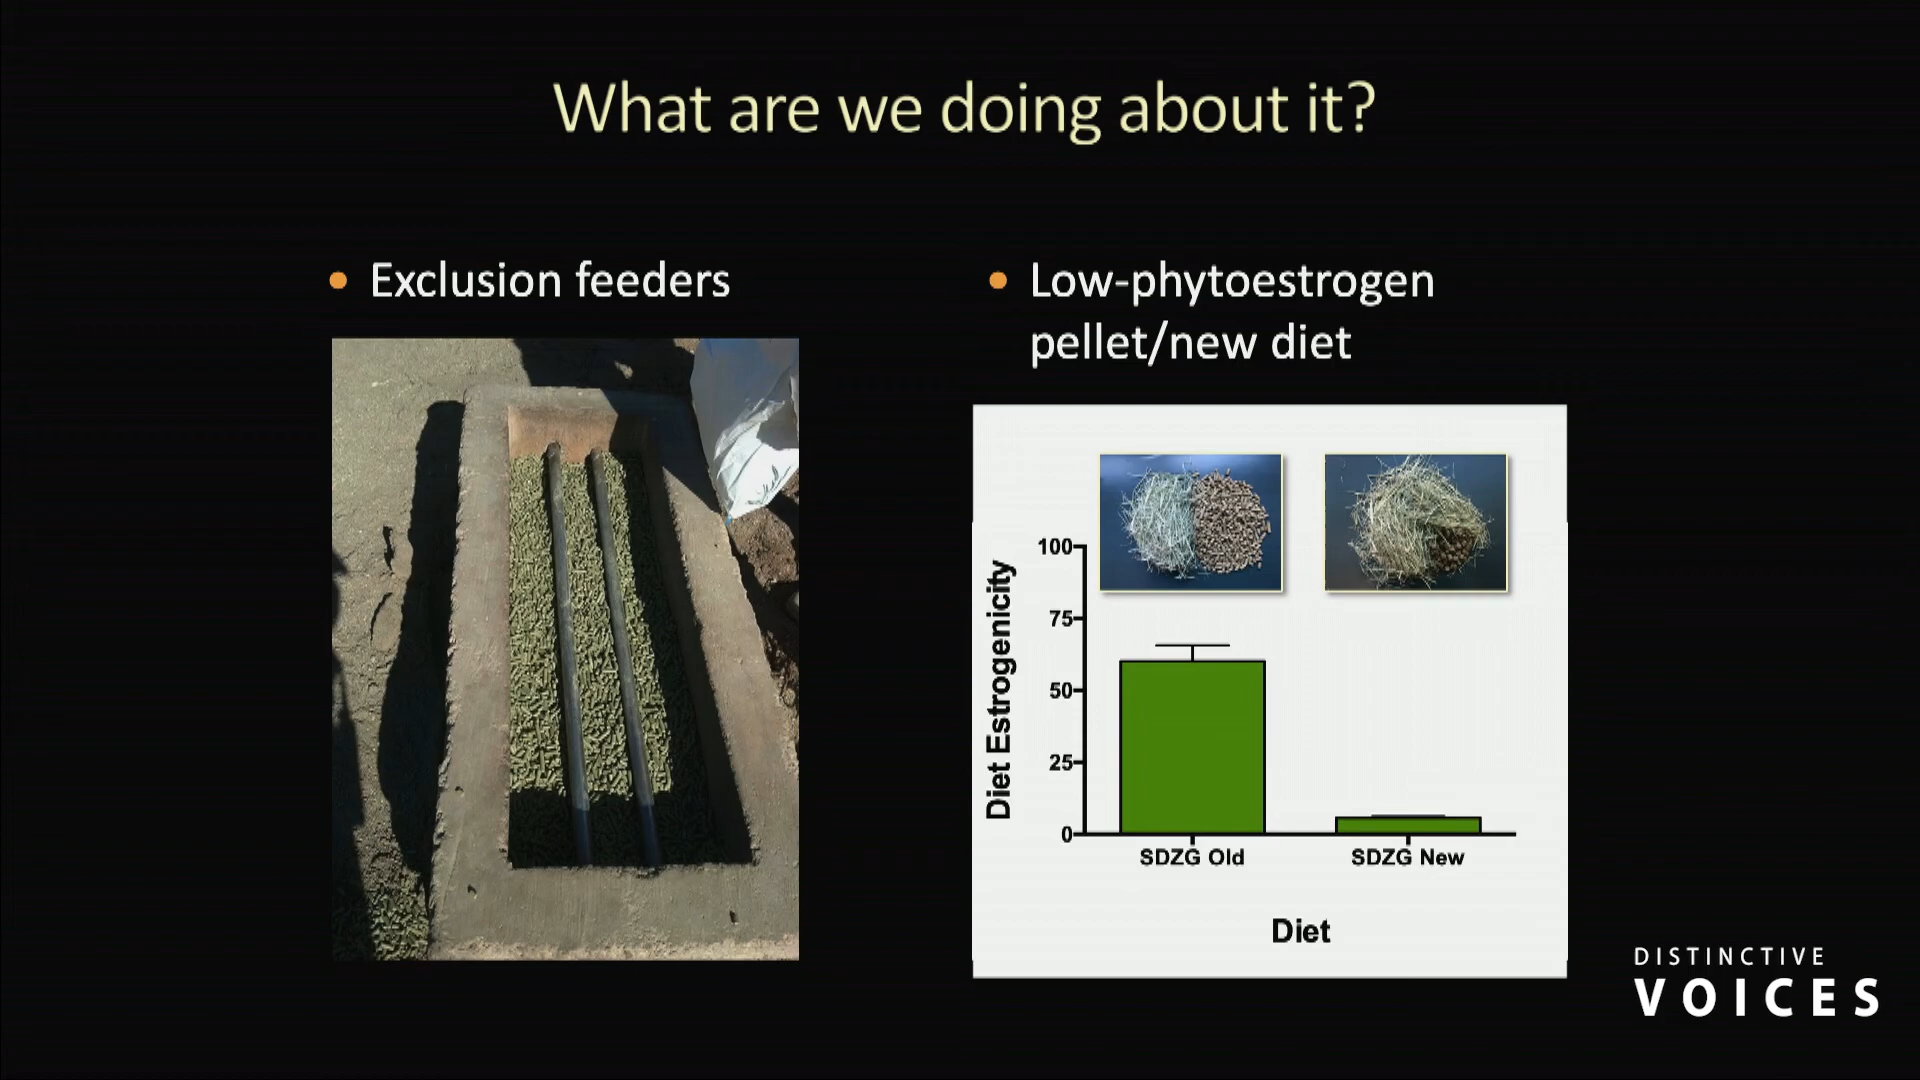 What are we doing about it?
Exclusion feeders
Low-phytoestrogen
pellet/new diet
Diet Estrogenicity
100
75
50
25
0
SDZG Old
SDZG New
Diet
DISTINCTIVE
VOICES